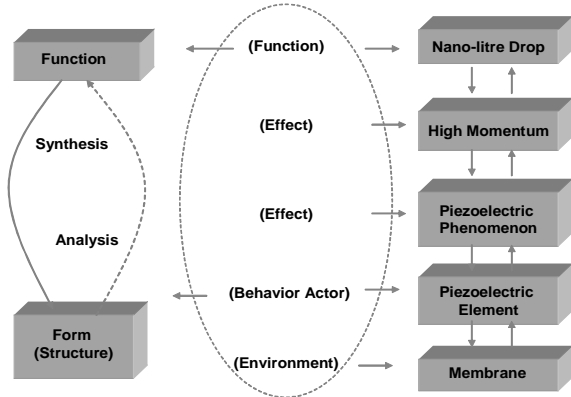 Function
Synthesis
Analysis
Form
(Structure)
(Function)
(Effect)
(Effect)
(Behavior Actor)
(Environment)
Nano-litre Drop
High Momentum
Piezoelectric
Phenomenon
Piezoelectric
Element
Membrane